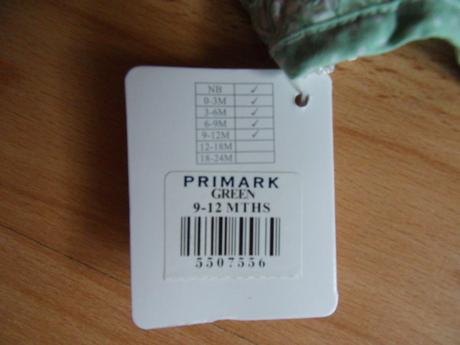 NB ✓
0-3M ✓
3-6M ✓
6-9M ✓
9-12M ✓
12-18M
18-24M
PRIMARK
GREEN
9-12 MTHS
5507556